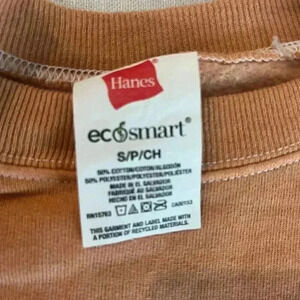 Hanes
ecosmart®
S/P/CH
50% COTTON/COTON/ALGODÓN
50% POLYESTER/POLYESTER/POLIÉSTER
MADE IN EL SALVADOR
FABRIQUÉ AU SALVADOR
HECHO EN EL SALVADOR
RN15763
THIS GARMENT AND LABEL MADE WITH
A PORTION OF RECYCLED MATERIALS.